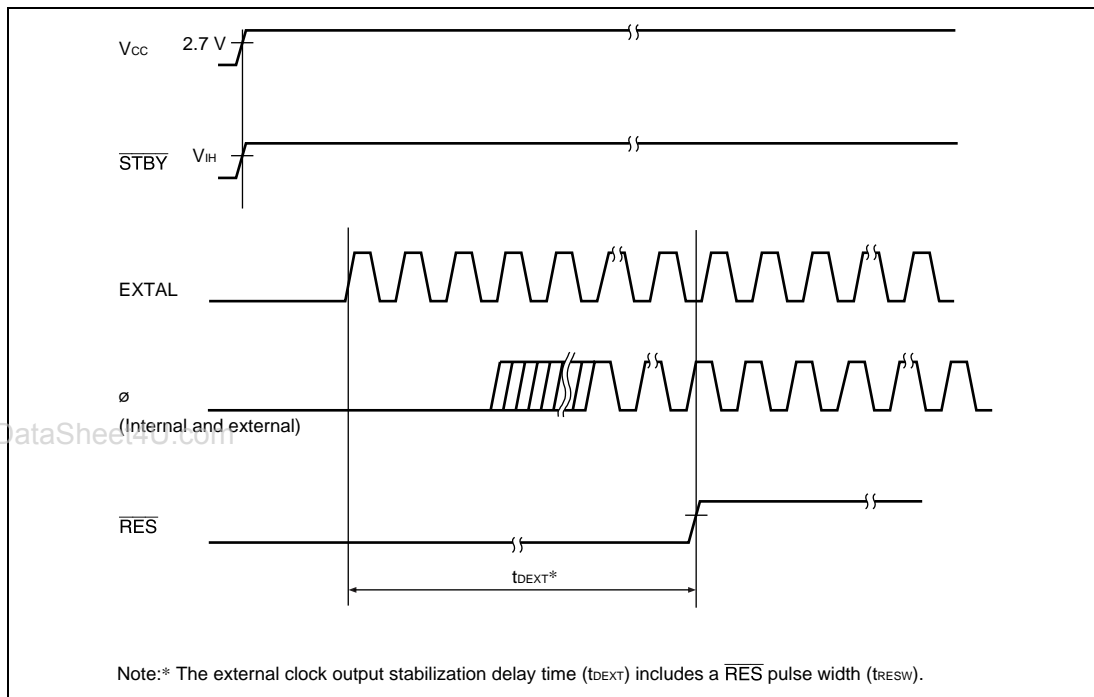 Vcc 2.7 V
STBY VIH
EXTAL
ø
(Internal and external)
DataSheet4U.com
RES
tDEXT*
Note:* The external clock output stabilization delay time (tDEXT) includes a RES pulse width (tRESW).